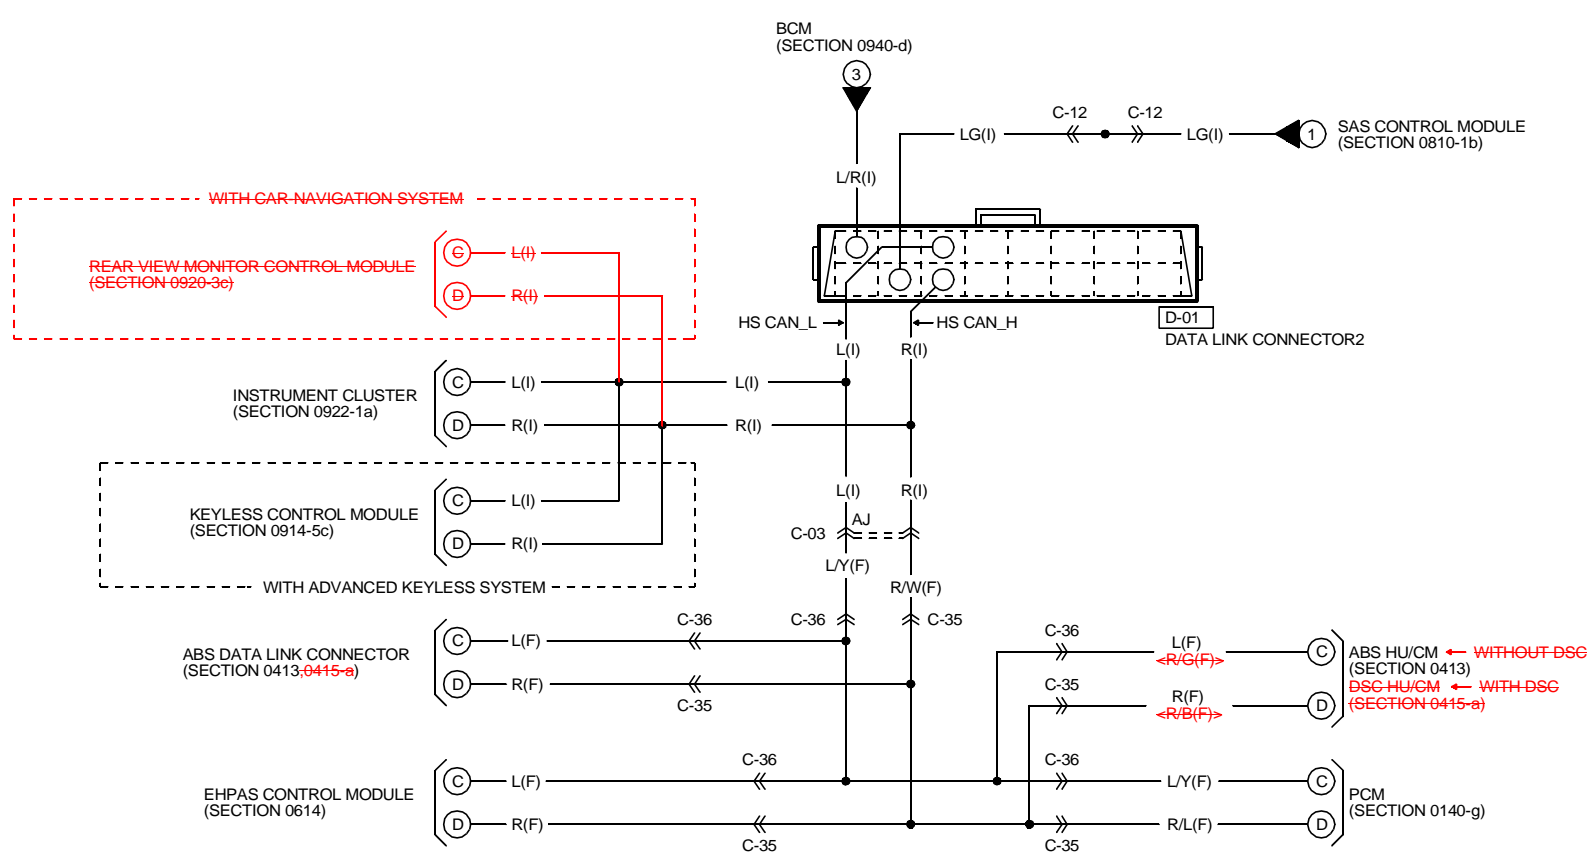 BCM
(SECTION 0940-d)
3
C-12
C-12
LG(I)
LG(I)
1
SAS CONTROL MODULE
(SECTION 0810-1b)
L/R(I)
WITH CAR-NAVIGATION SYSTEM
REAR VIEW MONITOR CONTROL MODULE
(SECTION 0920-3c)
C
L(I)
D
R(I)
HS CAN_L
HS CAN_H
D-01
DATA LINK CONNECTOR2
L(I)
R(I)
INSTRUMENT CLUSTER
(SECTION 0922-1a)
C
L(I)
L(I)
D
R(I)
R(I)
KEYLESS CONTROL MODULE
(SECTION 0914-5c)
C
L(I)
D
R(I)
WITH ADVANCED KEYLESS SYSTEM
L(I)
R(I)
C-03
AJ
L/Y(F)
R/W(F)
C-36
C-36
C-35
ABS DATA LINK CONNECTOR
(SECTION 0413,0415-a)
C
L(F)
D
R(F)
C-35
C-36
L(F)
<R/G(F)>
C
C-35
R(F)
<R/B(F)>
D
ABS HU/CM
WITHOUT DSC
(SECTION 0413)
DSC HU/CM
WITH DSC
(SECTION 0415-a)
EHPAS CONTROL MODULE
(SECTION 0614)
C
L(F)
C-36
D
R(F)
C-35
C-36
L/Y(F)
C
R/L(F)
D
C-35
PCM
(SECTION 0140-g)